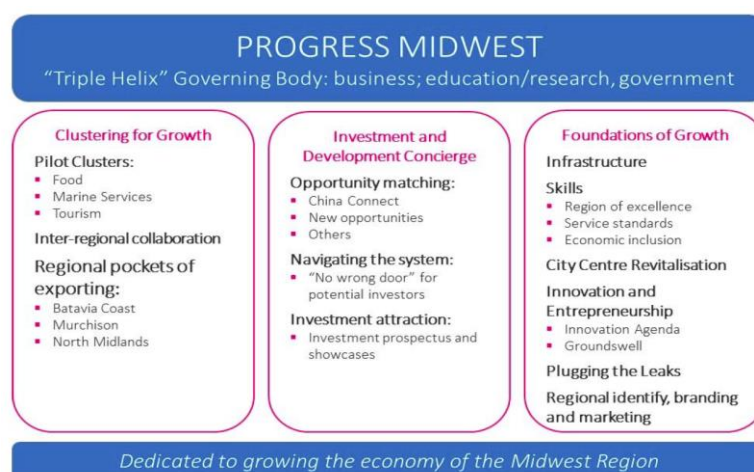 PROGRESS MIDWEST
“Triple Helix” Governing Body: business; education/research, government
Clustering for Growth
Pilot Clusters:
Food
Marine Services
Tourism
Inter-regional collaboration
Regional pockets of
exporting:
Batavia Coast
Murchison
North Midlands
Investment and
Development Concierge
Opportunity matching:
China Connect
New opportunities
Others
Navigating the system:
“No wrong door” for
potential investors
Investment attraction:
Investment prospectus and
showcases
Foundations of Growth
Infrastructure
Skills
Region of excellence
Service standards
Economic inclusion
City Centre Revitalisation
Innovation and
Entrepreneurship
Innovation Agenda
Groundswell
Plugging the Leaks
Regional identify, branding
and marketing
Dedicated to growing the economy of the Midwest Region